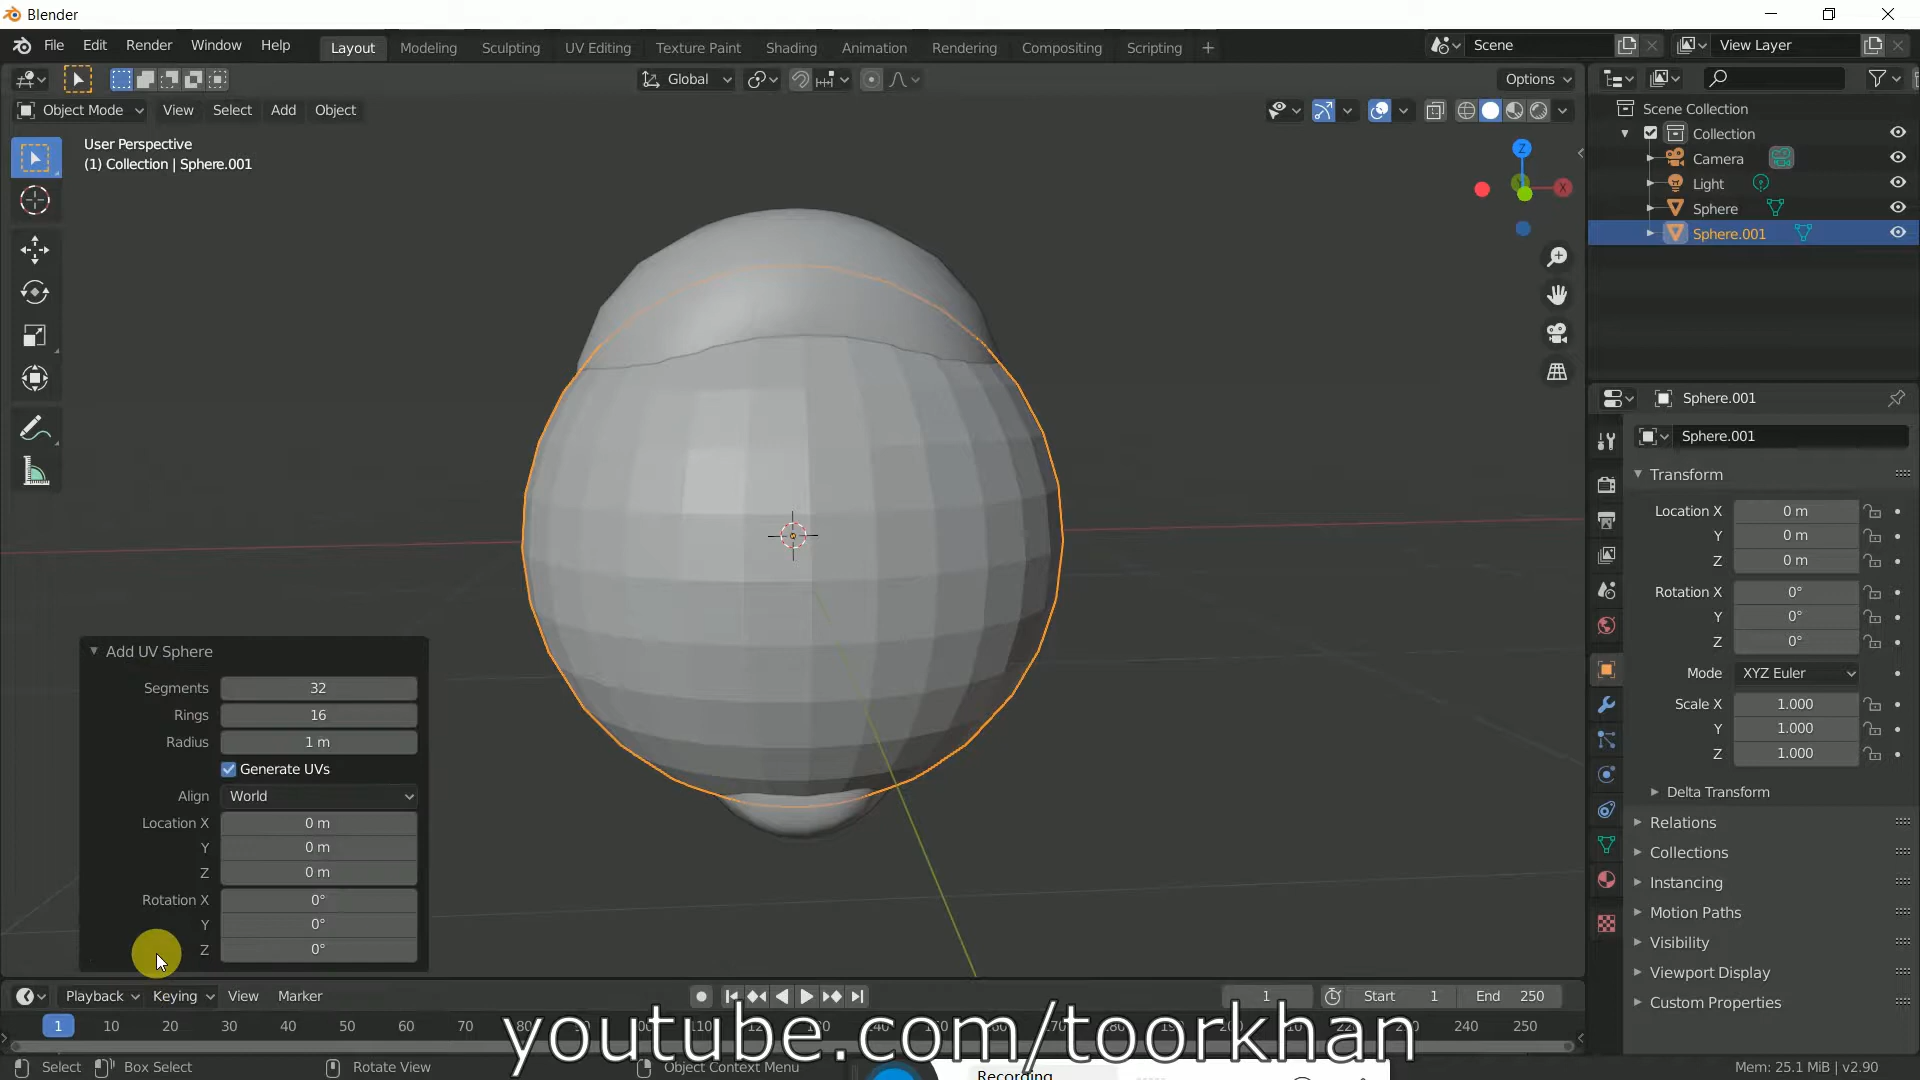 Blender
File Edit Render Window Help Layout Modeling Sculpting UV Editing Texture Paint Shading Animation Rendering Compositing Scripting + Scene View Layer
Global Options
Object Mode View Select Add Object
User Perspective
(1) Collection | Sphere.001
Z
X
Scene Collection
Collection
Camera
Light
Sphere
Sphere.001
Sphere.001
Sphere.001
Transform
Location X 0 m
Y 0 m
Z 0 m
Rotation X 0°
Y 0°
Z 0°
Mode XYZ Euler
Scale X 1.000
Y 1.000
Z 1.000
Delta Transform
Relations
Collections
Instancing
Motion Paths
Visibility
Viewport Display
Custom Properties
Add UV Sphere
Segments 32
Rings 16
Radius 1 m
Generate UVs
Align World
Location X 0 m
Y 0 m
Z 0 m
Rotation X 0°
Y 0°
Z 0°
Playback Keying View Marker 1 Start 1 End 250
1 10 20 30 40 50 60 70 240 250
youtube.com/toorkhan
Select Box Select Rotate View Object Context Menu Mem: 25.1 MiB | v2.90
Recording